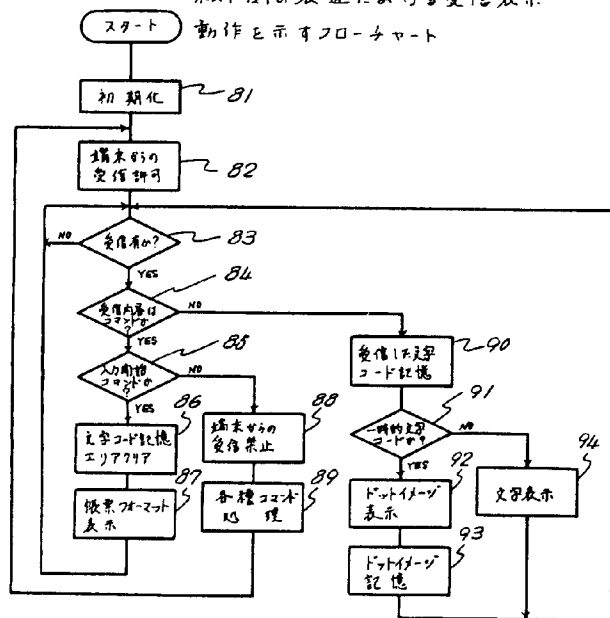 動作を示すフローチャート
スタート
初期化
81
端末からの
受信許可
82
受信有か?
83
NO
YES
84
受信内容は
コマンドか
?
NO
YES
85
入力開始
コマンドか
?
NO
YES
86
文字コード記憶
エリアクリア
87
帳票フォーマット
表示
88
端末からの
受信禁止
89
各種コマンド
処理
90
受信した文字
コード記憶
91
一時的文字
コードか?
NO
YES
92
ドットイメージ
表示
93
ドットイメージ
記憶
94
文字表示